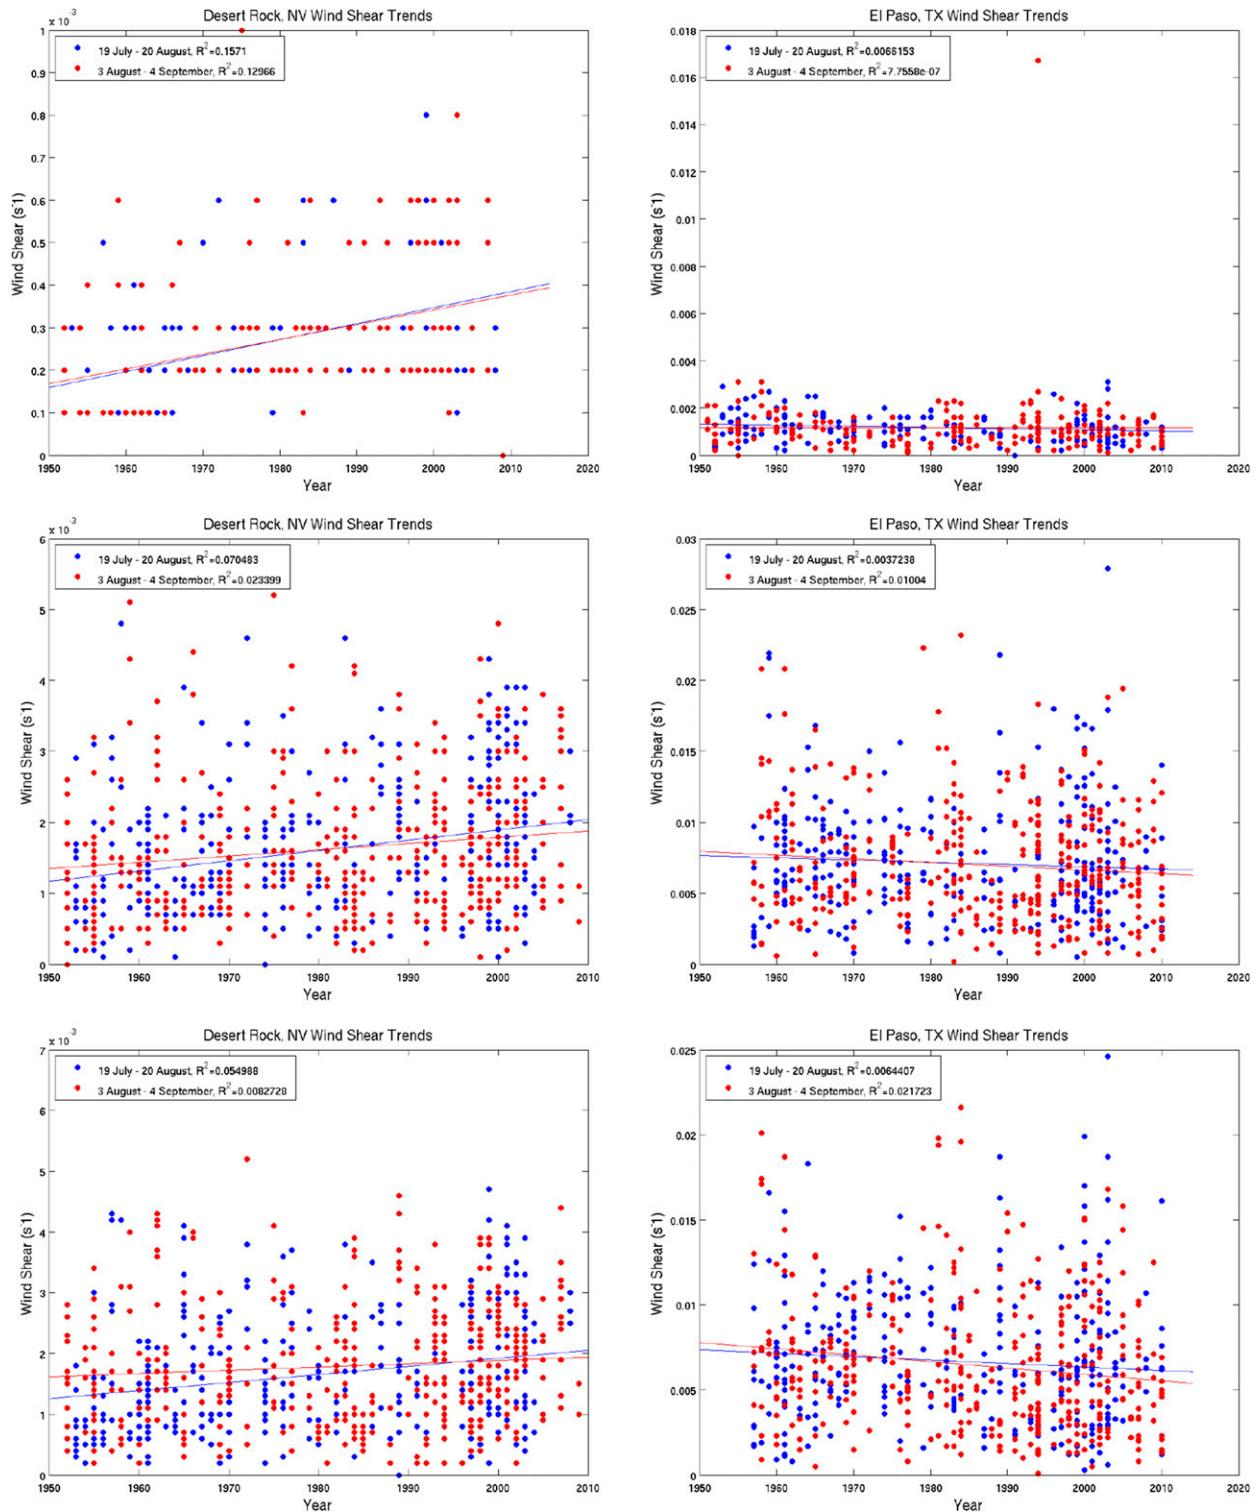 Desert Rock, NV Wind Shear Trends
x 10⁻³
19 July - 20 August, R²=0.1571
3 August - 4 September, R²=0.12966
1
0.9
0.8
0.7
0.6
0.5
0.4
0.3
0.2
0.1
0
Wind Shear (s⁻¹)
1950 1960 1970 1980 1990 2000 2010 2020
Year
El Paso, TX Wind Shear Trends
19 July - 20 August, R²=0.0066153
3 August - 4 September, R²=7.7558e-07
0.018
0.016
0.014
0.012
0.01
0.008
0.006
0.004
0.002
0
Wind Shear (s⁻¹)
1950 1960 1970 1980 1990 2000 2010 2020
Year
Desert Rock, NV Wind Shear Trends
x 10⁻³
19 July - 20 August, R²=0.070483
3 August - 4 September, R²=0.023399
6
5
4
3
2
1
0
Wind Shear (s⁻¹)
1950 1960 1970 1980 1990 2000 2010
Year
El Paso, TX Wind Shear Trends
19 July - 20 August, R²=0.0037238
3 August - 4 September, R²=0.01004
0.03
0.025
0.02
0.015
0.01
0.005
0
Wind Shear (s⁻¹)
1950 1960 1970 1980 1990 2000 2010 2020
Year
Desert Rock, NV Wind Shear Trends
x 10⁻³
19 July - 20 August, R²=0.054988
3 August - 4 September, R²=0.0082728
7
6
5
4
3
2
1
0
Wind Shear (s⁻¹)
1950 1960 1970 1980 1990 2000 2010
Year
El Paso, TX Wind Shear Trends
19 July - 20 August, R²=0.0064407
3 August - 4 September, R²=0.021723
0.025
0.02
0.015
0.01
0.005
0
Wind Shear (s⁻¹)
1950 1960 1970 1980 1990 2000 2010 2020
Year